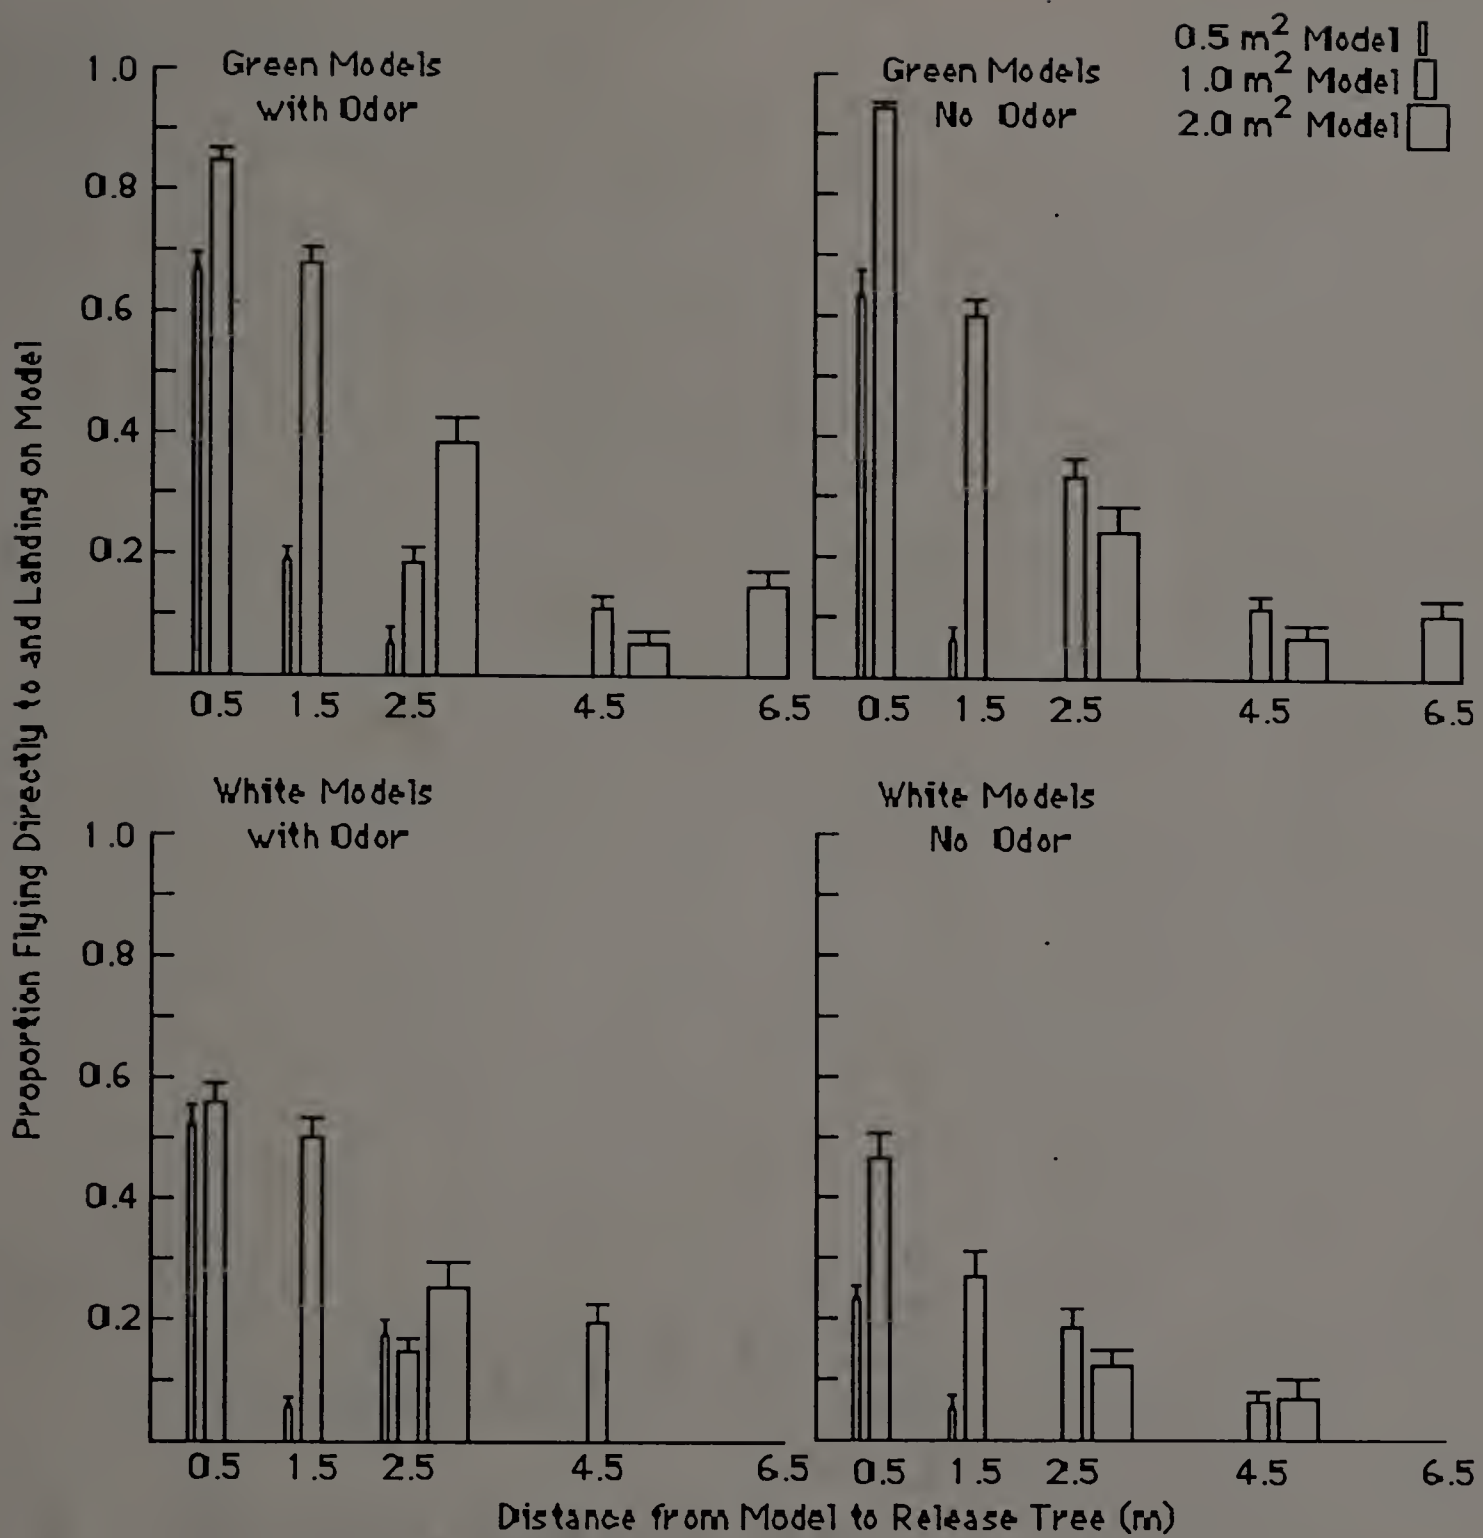 0.5 m² Model
1.0 m² Model
2.0 m² Model
Green Models
with Odor
Green Models
No Odor
1.0
0.8
0.6
0.4
0.2
0.5 1.5 2.5 4.5 6.5
0.5 1.5 2.5 4.5 6.5
White Models
with Odor
White Models
No Odor
1.0
0.8
0.6
0.4
0.2
0.5 1.5 2.5 4.5 6.5
0.5 1.5 2.5 4.5 6.5
Proportion Flying Directly to and Landing on Model
Distance from Model to Release Tree (m)